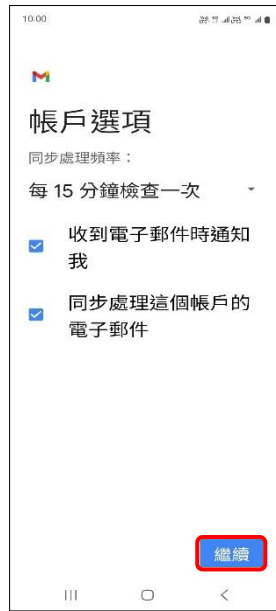 10:00
帳戶選項
同步處理頻率：
每 15 分鐘檢查一次
收到電子郵件時通知
我
同步處理這個帳戶的
電子郵件
繼續